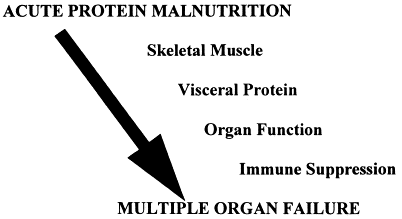 ACUTE PROTEIN MALNUTRITION
Skeletal Muscle
Visceral Protein
Organ Function
Immune Suppression
MULTIPLE ORGAN FAILURE